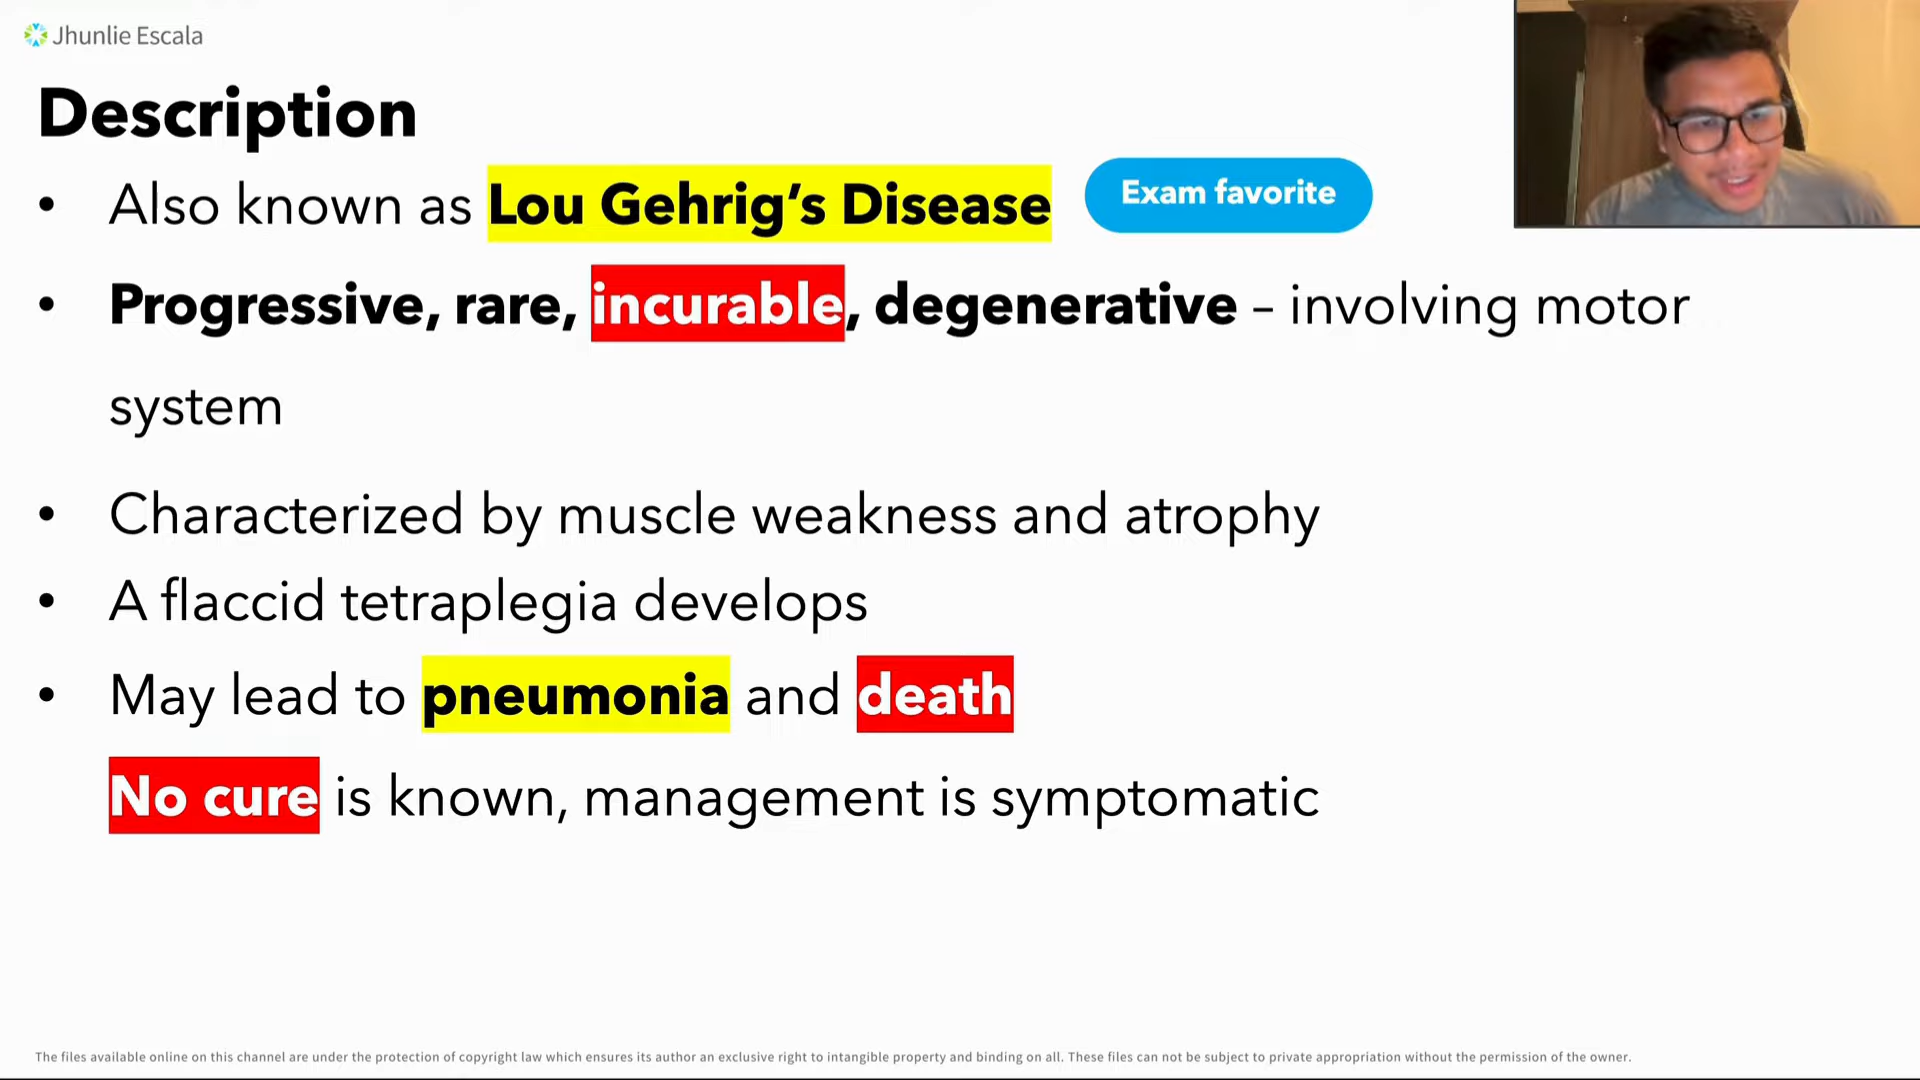 Jhunlie Escala
Description
• Also known as Lou Gehrig’s Disease
Exam favorite
• Progressive, rare, incurable, degenerative – involving motor
system
• Characterized by muscle weakness and atrophy
• A flaccid tetraplegia develops
• May lead to pneumonia and death
No cure is known, management is symptomatic
The files available online on this channel are under the protection of copyright law which ensures its author an exclusive right to intangible property and binding on all. These files can not be subject to private appropriation without the permission of the owner.